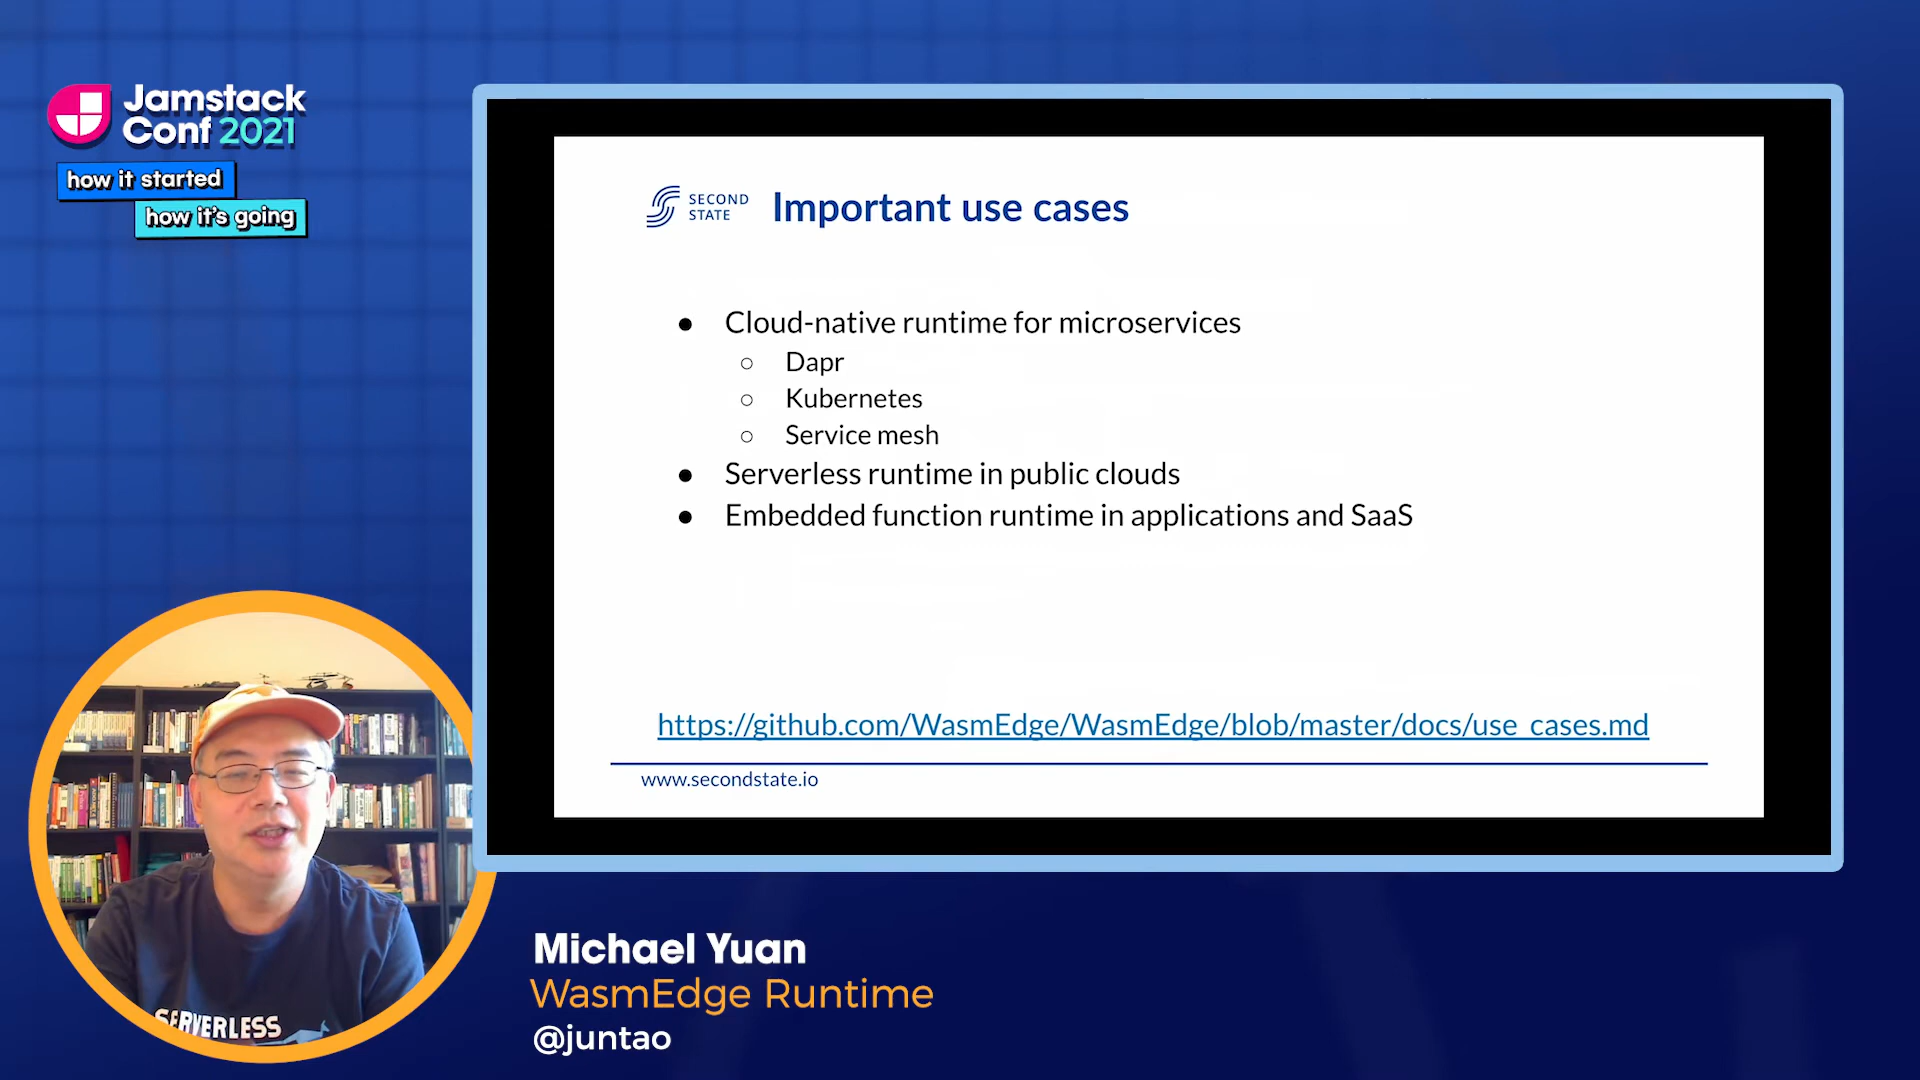 Jamstack
Conf 2021
how it started
how it's going
SECOND
STATE
Important use cases
● Cloud-native runtime for microservices
○ Dapr
○ Kubernetes
○ Service mesh
● Serverless runtime in public clouds
● Embedded function runtime in applications and SaaS
https://github.com/WasmEdge/WasmEdge/blob/master/docs/use_cases.md
www.secondstate.io
SERVERLESS
Michael Yuan
WasmEdge Runtime
@juntao